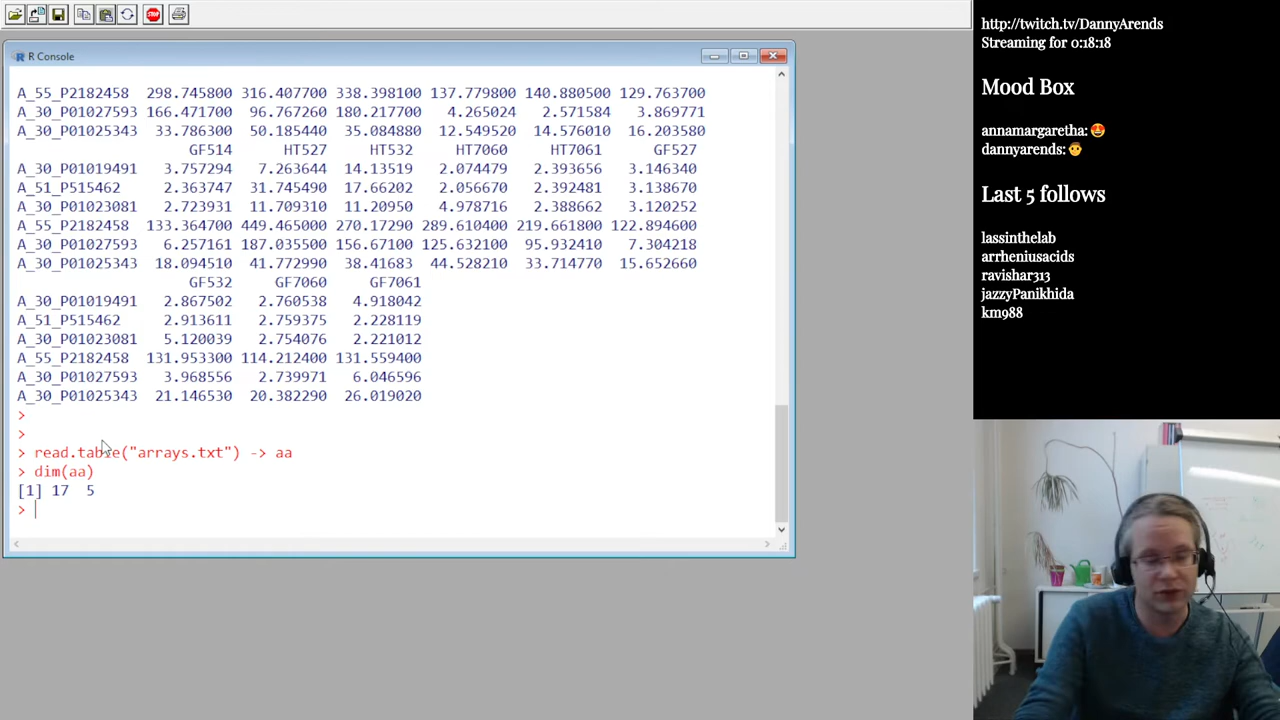 R Console
A_55_P2182458 298.745800 316.407700 338.398100 137.779800 140.880500 129.763700
A_30_P01027593 166.471700 96.767260 180.217700 4.265024 2.571584 3.869771
A_30_P01025343 33.786300 50.185440 35.084880 12.549520 14.576010 16.203580
GF514 HT527 HT532 HT7060 HT7061 GF527
A_30_P01019491 3.757294 7.263644 14.13519 2.074479 2.393656 3.146340
A_51_P515462 2.363747 31.745490 17.66202 2.056670 2.392481 3.138670
A_30_P01023081 2.723931 11.709310 11.20950 4.978716 2.388662 3.120252
A_55_P2182458 133.364700 449.465000 270.17290 289.610400 219.661800 122.894600
A_30_P01027593 6.257161 187.035500 156.67100 125.632100 95.932410 7.304218
A_30_P01025343 18.094510 41.772990 38.41683 44.528210 33.714770 15.652660
GF532 GF7060 GF7061
A_30_P01019491 2.867502 2.760538 4.918042
A_51_P515462 2.913611 2.759375 2.228119
A_30_P01023081 5.120039 2.754076 2.221012
A_55_P2182458 131.953300 114.212400 131.559400
A_30_P01027593 3.968556 2.739971 6.046596
A_30_P01025343 21.146530 20.382290 26.019020
>
>
> read.table("arrays.txt") -> aa
> dim(aa)
[1] 17 5
>
http://twitch.tv/DannyArends
Streaming for 0:18:18
Mood Box
annamargaretha: 😍
dannyarends: 👨
Last 5 follows
lassinthelab
arrheniusacids
ravishar313
jazzyPanikhida
km988
STOP